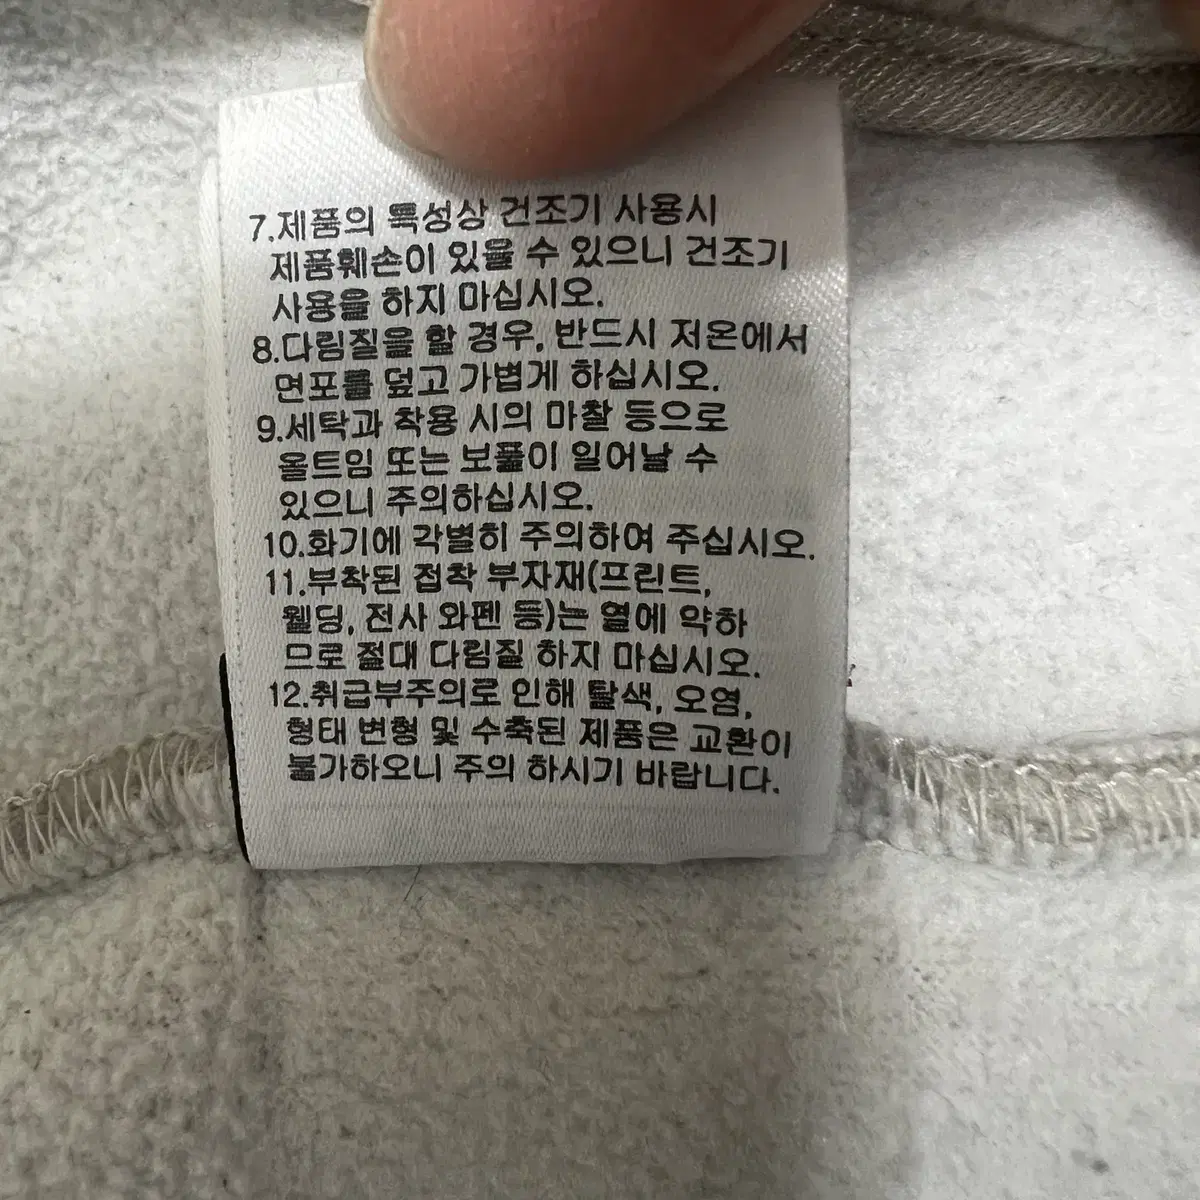 7.제품의 특성상 건조기 사용시
제품훼손이 있을 수 있으니 건조기
사용을 하지 마십시오.
8.다림질을 할 경우, 반드시 저온에서
면포를 덮고 가볍게 하십시오.
9.세탁과 착용 시의 마찰 등으로
올트임 또는 보풀이 일어날 수
있으니 주의하십시오.
10.화기에 각별히 주의하여 주십시오.
11.부착된 접착 부자재(프린트,
웰딩, 전사 와펜 등)는 열에 약하
므로 절대 다림질 하지 마십시오.
12.취급부주의로 인해 탈색, 오염,
형태 변형 및 수축된 제품은 교환이
불가하오니 주의 하시기 바랍니다.